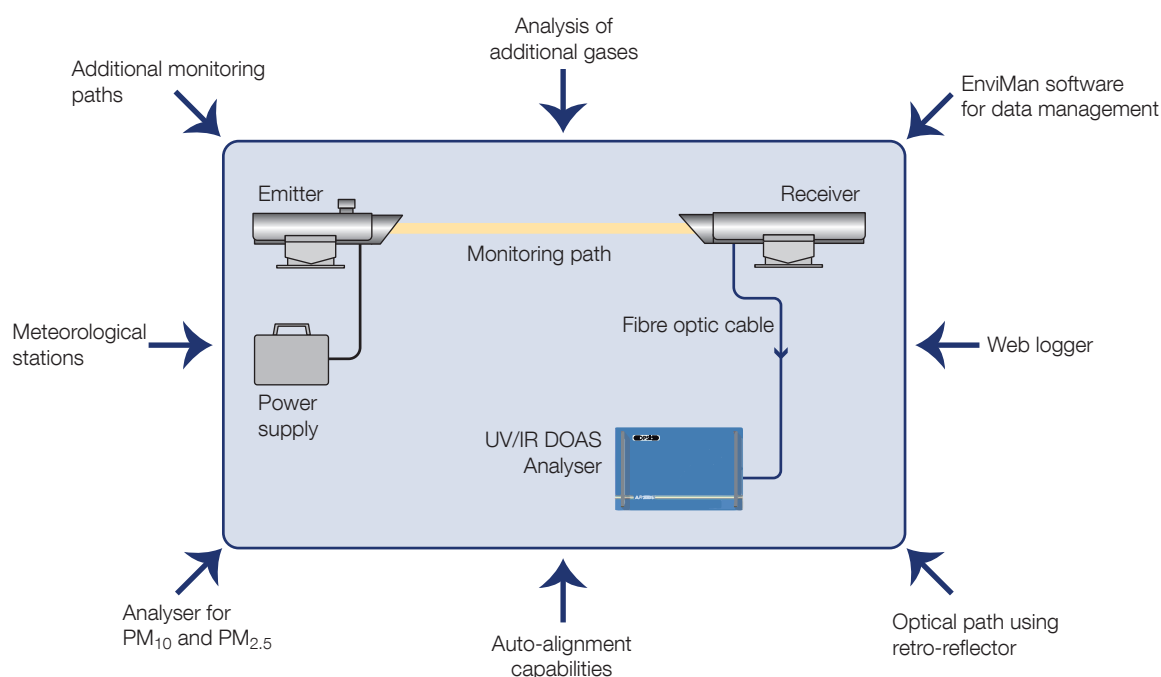 Analysis of
additional gases
Additional monitoring
paths
EnviMan software
for data management
Emitter
Receiver
Monitoring path
Meteorological
stations
Fibre optic cable
Web logger
Power
supply
UV/IR DOAS
Analyser
Analyser for
PM10 and PM2.5
Auto-alignment
capabilities
Optical path using
retro-reflector